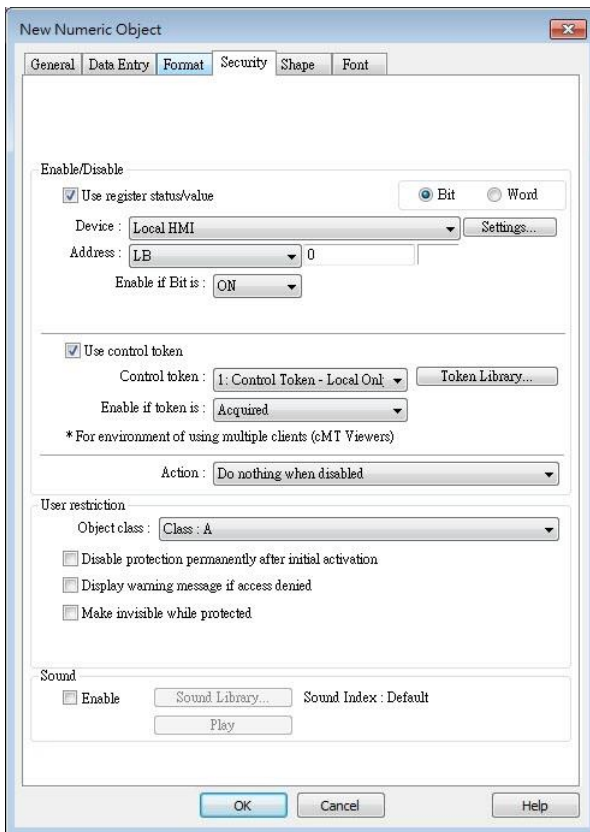 New Numeric Object
General Data Entry Format Security Shape Font
Enable/Disable
Use register status/value Bit Word
Device : Local HMI Settings...
Address : LB 0
Enable if Bit is : ON
Use control token
Control token : 1: Control Token - Local Onl Token Library...
Enable if token is : Acquired
* For environment of using multiple clients (cMT Viewers)
Action : Do nothing when disabled
User restriction
Object class : Class : A
Disable protection permanently after initial activation
Display warning message if access denied
Make invisible while protected
Sound
Enable Sound Library... Sound Index : Default
Play
OK Cancel Help